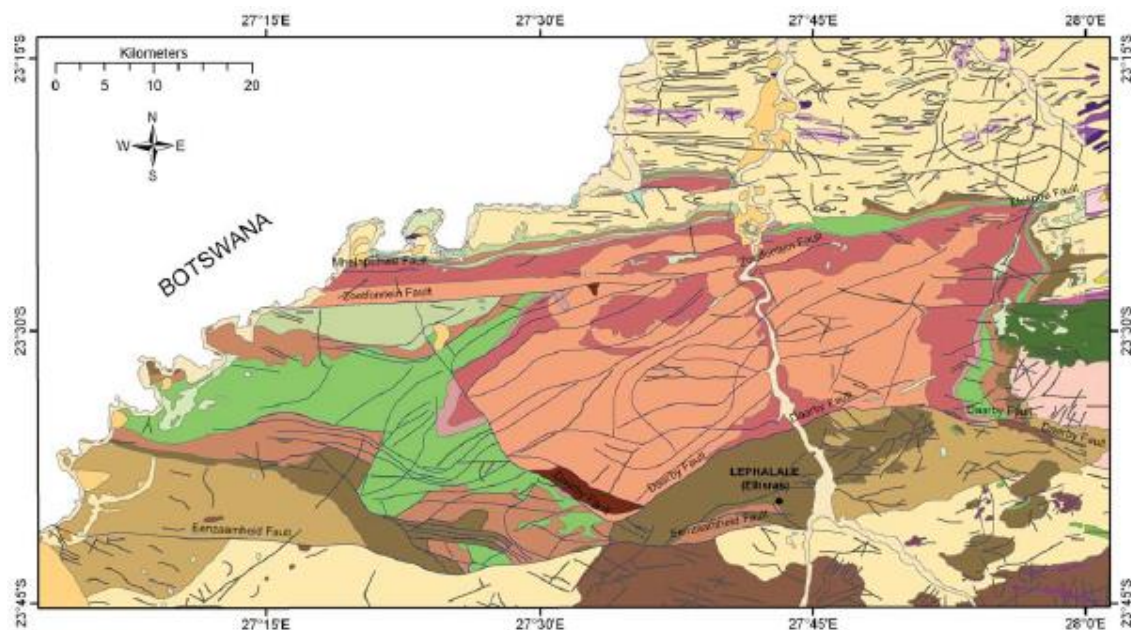 27°15'E 27°30'E 27°45'E 28°0'E
23°15'S 23°15'S
Kilometers
0 5 10 20
N
W E
S
BOTSWANA
Fault
Zoetfontein Fault
Fault
Zoetfontein Fault
23°30'S 23°30'S
Daarby Fault
Daarby Fault
Daarby Fault
Daarby Fault
LEPHALALE
(Ellisras)
Eenzaamheid Fault
Eenzaamheid Fault
23°45'S 23°45'S
27°15'E 27°30'E 27°45'E 28°0'E